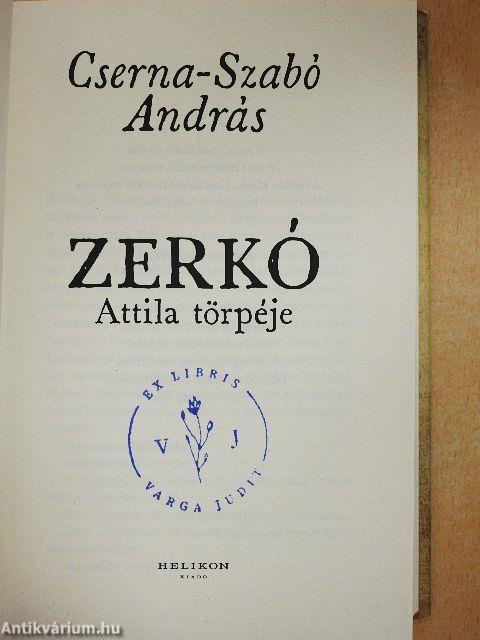 Cserna-Szabó
András
ZERKÓ
Attila törpéje
EX LIBRIS
V J
VARGA JUDIT
HELIKON
KIADÓ
Antikvárium.hu